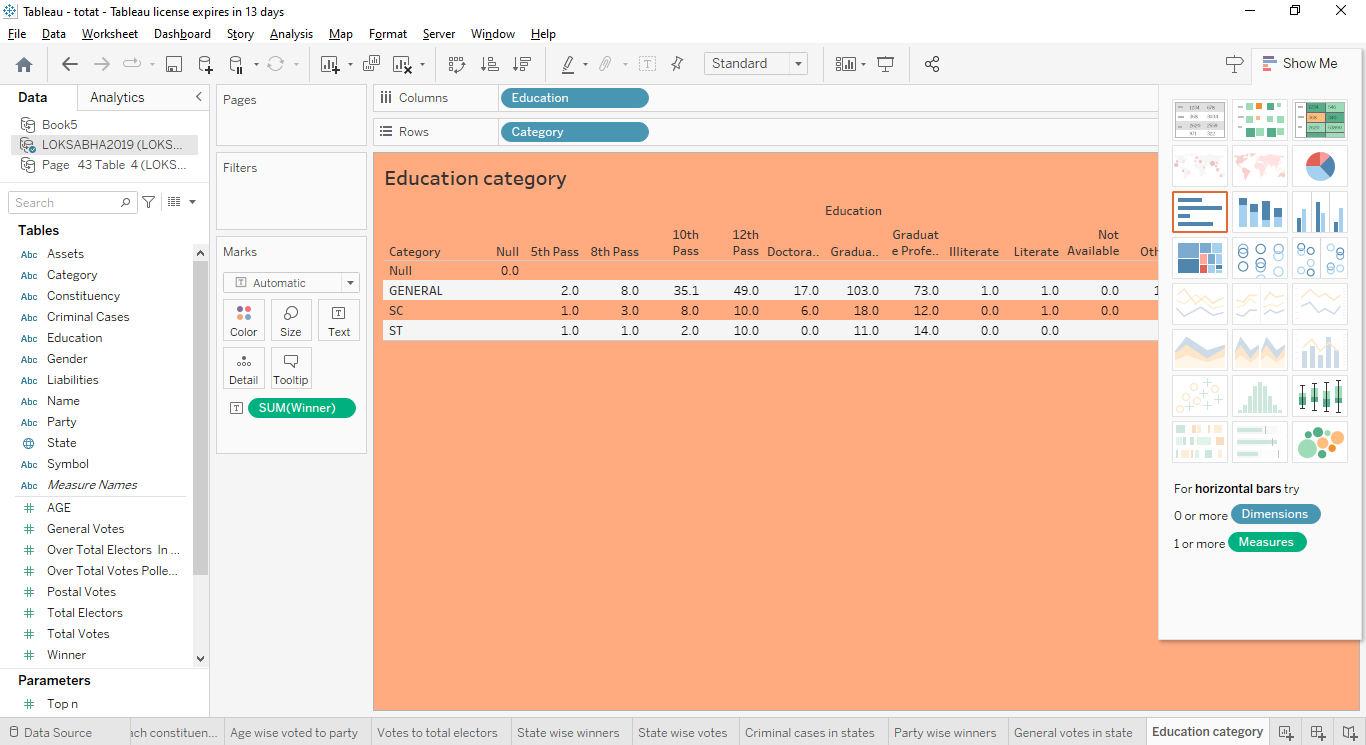 Tableau - totat - Tableau license expires in 13 days
File Data Worksheet Dashboard Story Analysis Map Format Server Window Help
Standard
Show Me
Data Analytics
Book5
LOKSABHA2019 (LOKS...
Page 43 Table 4 (LOKS...
Search
Tables
Abc Assets
Abc Category
Abc Constituency
Abc Criminal Cases
Abc Education
Abc Gender
Abc Liabilities
Abc Name
Abc Party
State
Abc Symbol
Abc Measure Names
# AGE
# General Votes
# Over Total Electors In ...
# Over Total Votes Polle...
# Postal Votes
# Total Electors
# Total Votes
# Winner
Parameters
# Top n
Pages
Filters
Marks
T Automatic
Color Size Text
Detail Tooltip
T SUM(Winner)
Columns Education
Rows Category
Education category
Education
Category Null 5th Pass 8th Pass 10th Pass 12th Pass Doctora.. Gradua.. Graduat e Profe.. Illiterate Literate Not Available Oth
Null 0.0
GENERAL 2.0 8.0 35.1 49.0 17.0 103.0 73.0 1.0 1.0 0.0 1
SC 1.0 3.0 8.0 10.0 6.0 18.0 12.0 0.0 1.0 0.0
ST 1.0 1.0 2.0 10.0 0.0 11.0 14.0 0.0 0.0
For horizontal bars try
0 or more Dimensions
1 or more Measures
Data Source ach constituen... Age wise voted to party Votes to total electors State wise winners State wise votes Criminal cases in states Party wise winners General votes in state Education category